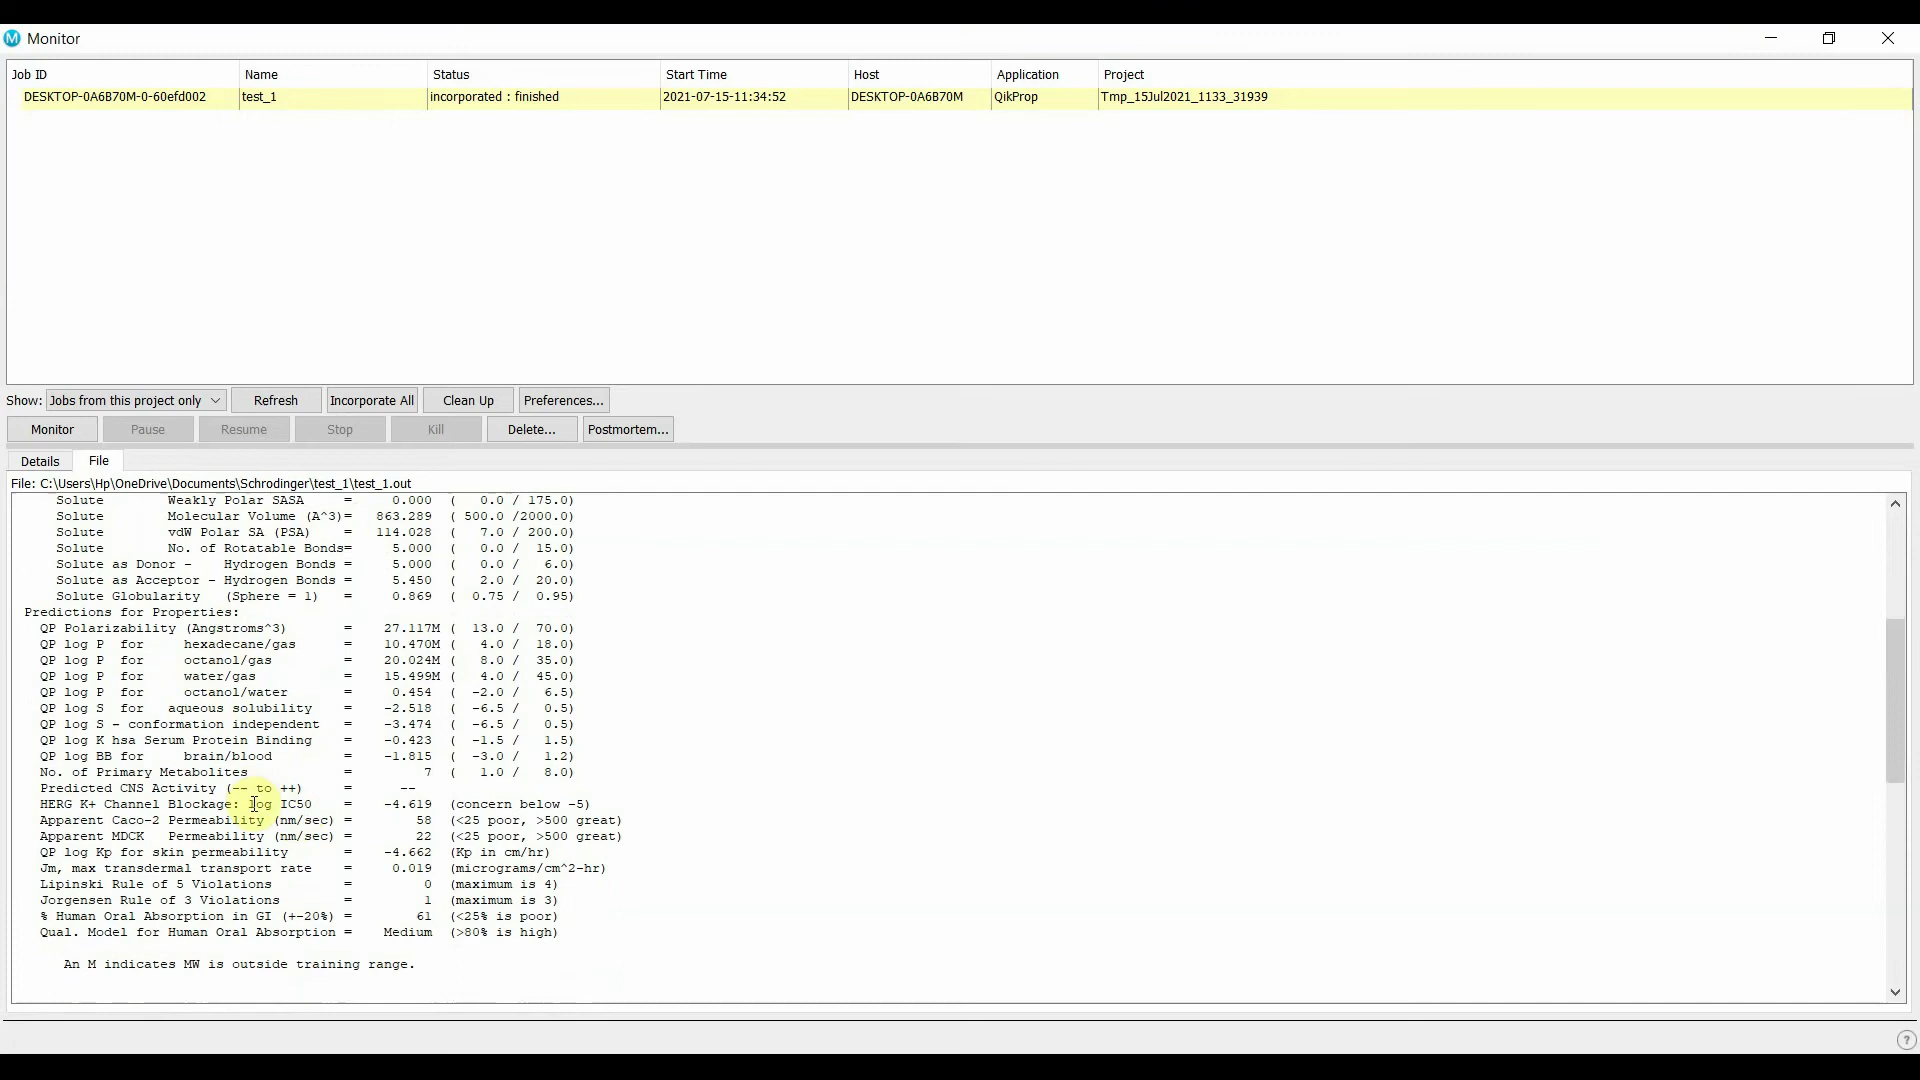 Monitor
Job ID Name Status Start Time Host Application Project
DESKTOP-0A6B70M-0-60efd002 test_1 incorporated : finished 2021-07-15-11:34:52 DESKTOP-0A6B70M QikProp Tmp_15Jul2021_1133_31939
Show: Jobs from this project only Refresh Incorporate All Clean Up Preferences...
Monitor Pause Resume Stop Kill Delete... Postmortem...
Details File
File: C:\Users\Hp\OneDrive\Documents\Schrodinger\test_1\test_1.out
Solute Weakly Polar SASA = 0.000 ( 0.0 / 175.0)
Solute Molecular Volume (A^3)= 863.289 ( 500.0 /2000.0)
Solute vdW Polar SA (PSA) = 114.028 ( 7.0 / 200.0)
Solute No. of Rotatable Bonds= 5.000 ( 0.0 / 15.0)
Solute as Donor - Hydrogen Bonds = 5.000 ( 0.0 / 6.0)
Solute as Acceptor - Hydrogen Bonds = 5.450 ( 2.0 / 20.0)
Solute Globularity (Sphere = 1) = 0.869 ( 0.75 / 0.95)
Predictions for Properties:
QP Polarizability (Angstroms^3) = 27.117M ( 13.0 / 70.0)
QP log P for hexadecane/gas = 10.470M ( 4.0 / 18.0)
QP log P for octanol/gas = 20.024M ( 8.0 / 35.0)
QP log P for water/gas = 15.499M ( 4.0 / 45.0)
QP log P for octanol/water = 0.454 ( -2.0 / 6.5)
QP log S for aqueous solubility = -2.518 ( -6.5 / 0.5)
QP log S - conformation independent = -3.474 ( -6.5 / 0.5)
QP log K hsa Serum Protein Binding = -0.423 ( -1.5 / 1.5)
QP log BB for brain/blood = -1.815 ( -3.0 / 1.2)
No. of Primary Metabolites = 7 ( 1.0 / 8.0)
Predicted CNS Activity (-- to ++) = --
HERG K+ Channel Blockage: log IC50 = -4.619 (concern below -5)
Apparent Caco-2 Permeability (nm/sec) = 58 (<25 poor, >500 great)
Apparent MDCK Permeability (nm/sec) = 22 (<25 poor, >500 great)
QP log Kp for skin permeability = -4.662 (Kp in cm/hr)
Jm, max transdermal transport rate = 0.019 (micrograms/cm^2-hr)
Lipinski Rule of 5 Violations = 0 (maximum is 4)
Jorgensen Rule of 3 Violations = 1 (maximum is 3)
% Human Oral Absorption in GI (+-20%) = 61 (<25% is poor)
Qual. Model for Human Oral Absorption = Medium (>80% is high)
An M indicates MW is outside training range.